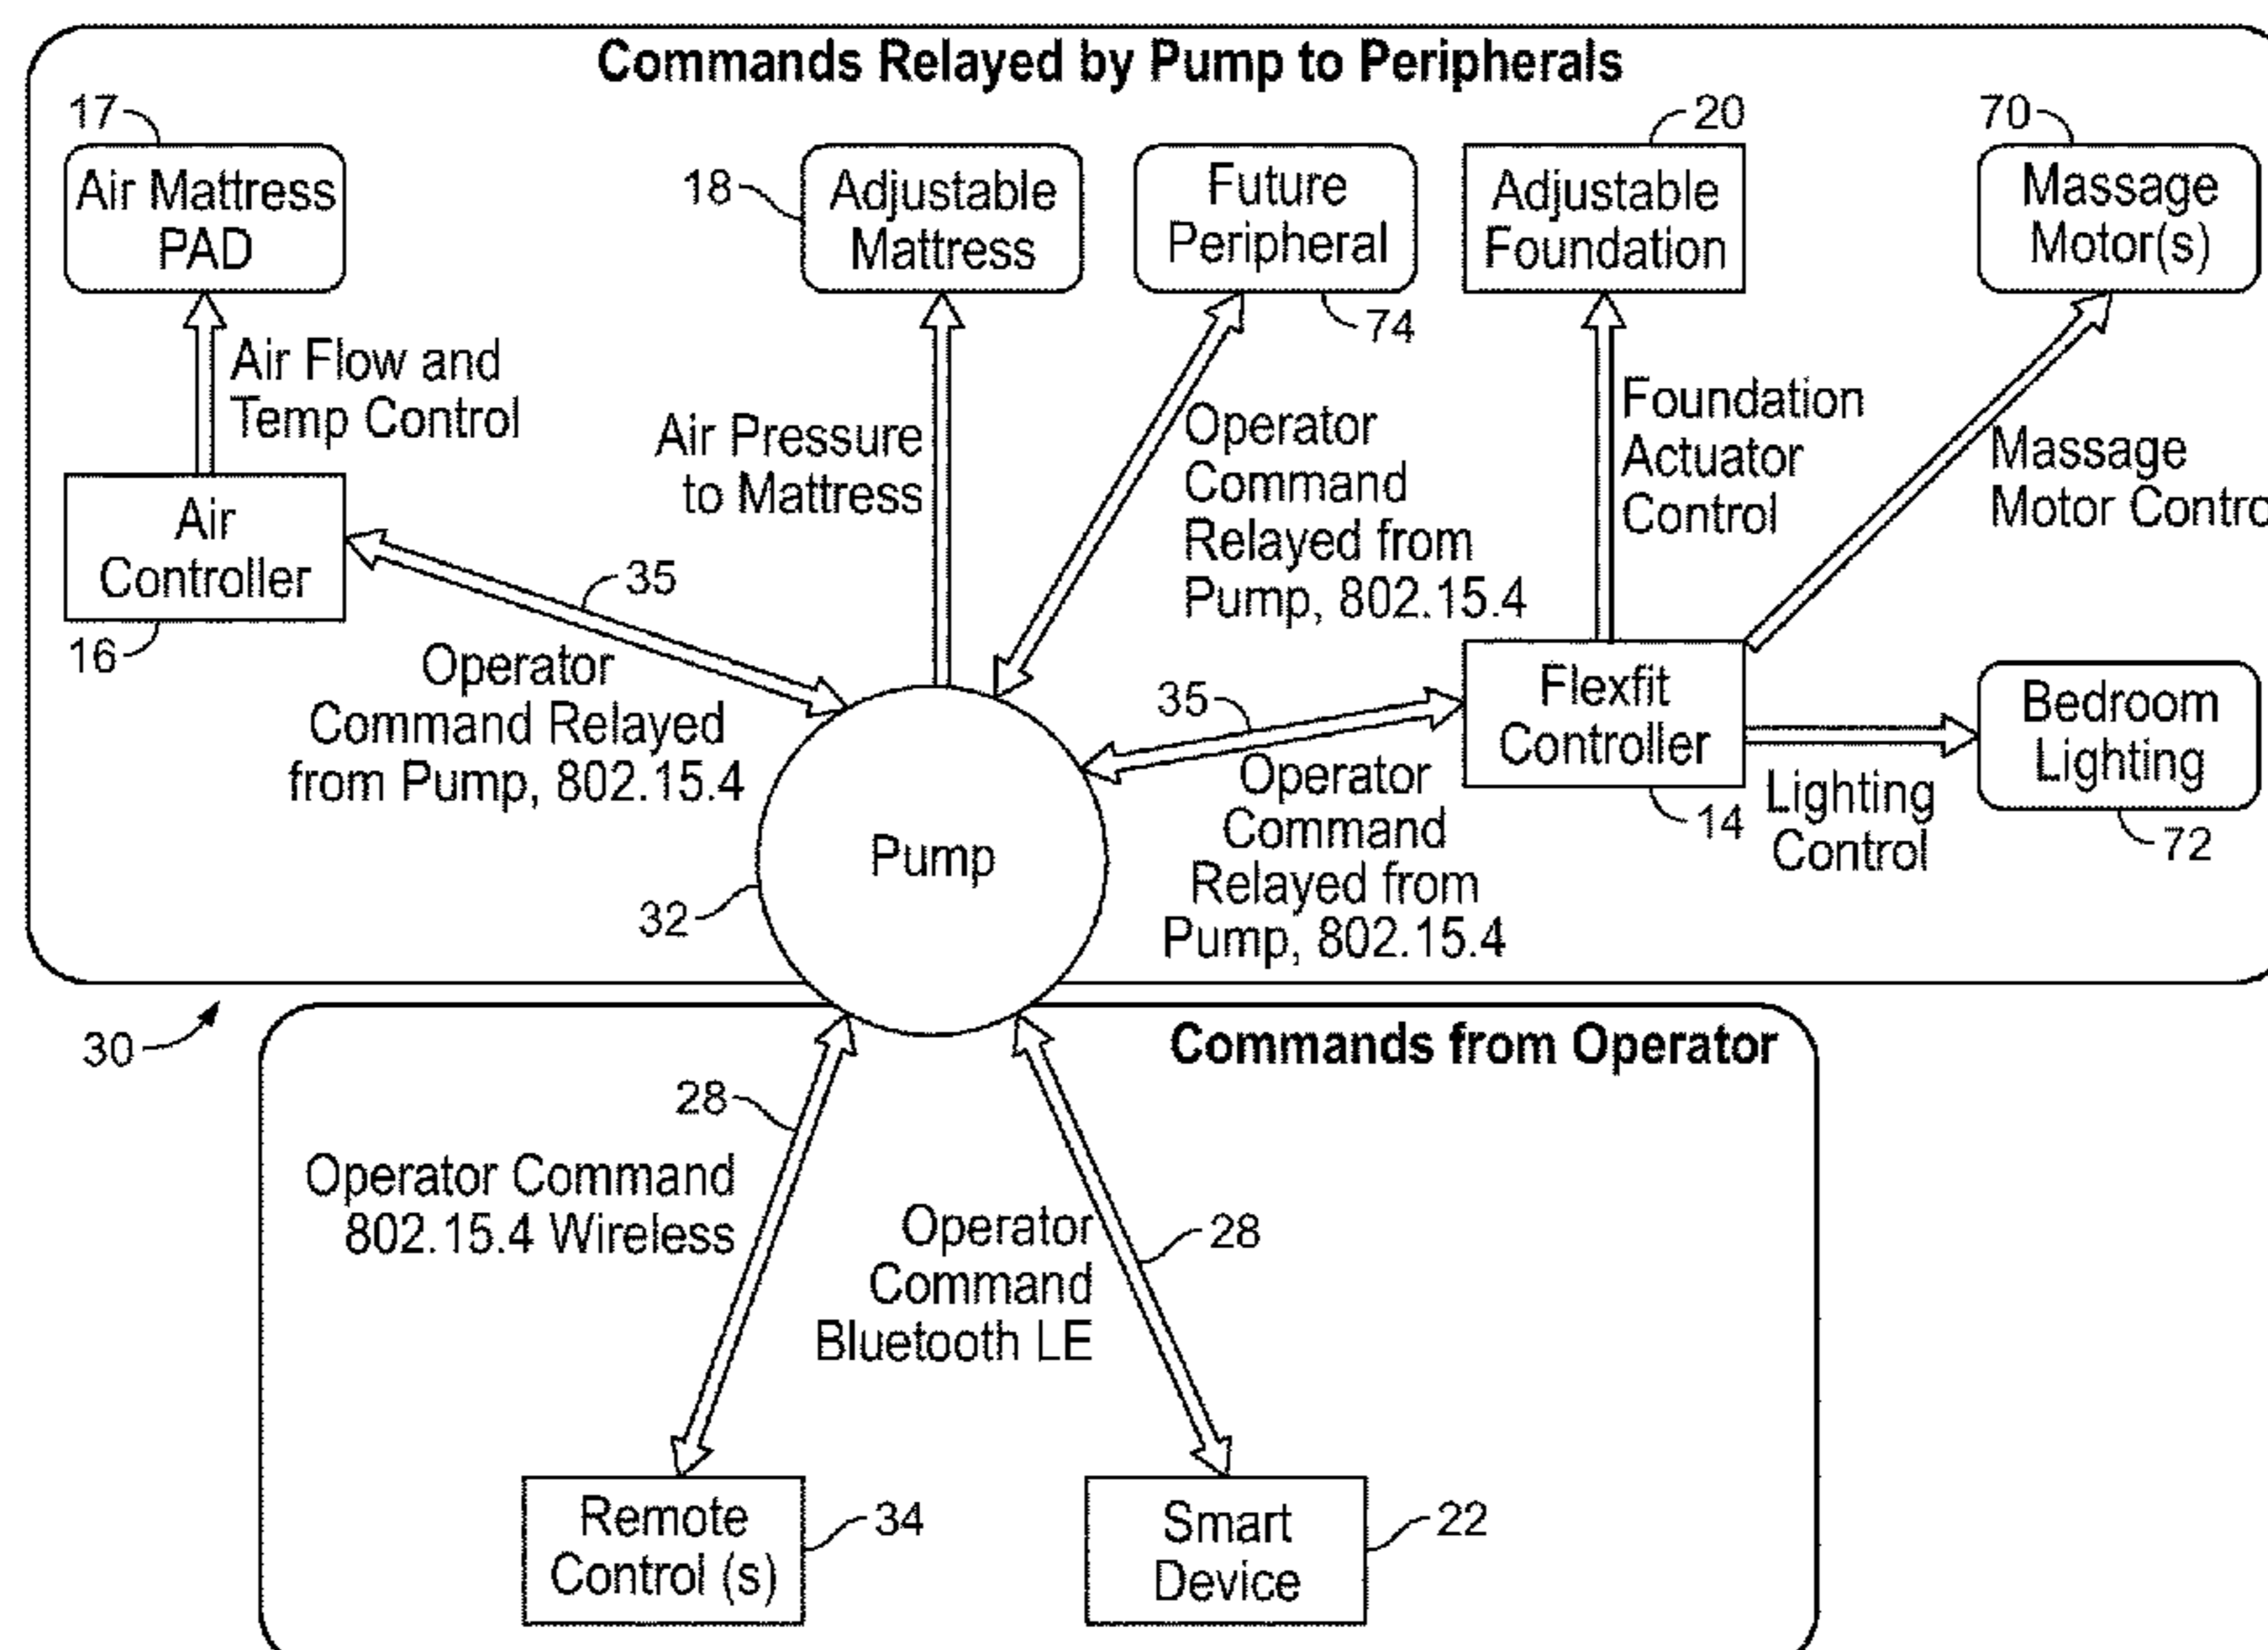 Commands Relayed by Pump to Peripherals
17
Air Mattress
PAD
18
Adjustable
Mattress
Future
Peripheral
74
20
Adjustable
Foundation
70
Massage
Motor(s)
Air Flow and
Temp Control
Air Pressure
to Mattress
Operator
Command
Relayed from
Pump, 802.15.4
Foundation
Actuator
Control
Massage
Motor Contro
Air
Controller
16
35
Operator
Command Relayed
from Pump, 802.15.4
35
Operator
Command
Relayed from
Pump, 802.15.4
Flexfit
Controller
14
Lighting
Control
Bedroom
Lighting
72
Pump
32
30
Commands from Operator
28
Operator Command
802.15.4 Wireless
Operator
Command
Bluetooth LE
28
Remote
Control (s)
34
Smart
Device
22